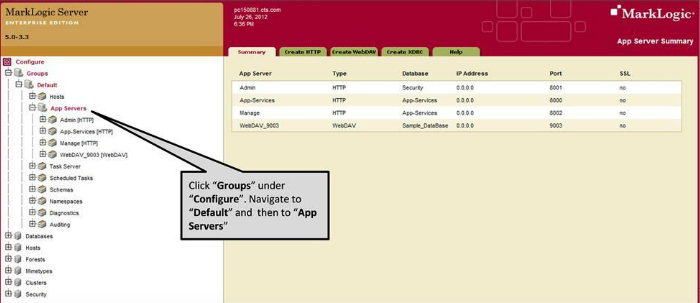 MarkLogic Server
ENTERPRISE EDITION
5.0-3.3
pc150881.cts.com
July 26, 2012
6:36 PM
MarkLogic
App Server Summary
Summary Create HTTP Create WebDAV Create XDBC Help
Configure
Groups
Default
Hosts
App Servers
Admin [HTTP]
App-Services [HTTP]
Manage [HTTP]
WebDAV_9003 [WebDAV]
Task Server
Scheduled Tasks
Schemas
Namespaces
Diagnostics
Auditing
Databases
Hosts
Forests
Mimetypes
Clusters
Security
App Server Type Database IP Address Port SSL
Admin HTTP Security 0.0.0.0 8001 no
App-Services HTTP App-Services 0.0.0.0 8000 no
Manage HTTP App-Services 0.0.0.0 8002 no
WebDAV_9003 WebDAV Sample_DataBase 0.0.0.0 9003 no
Click “Groups” under
“Configure”. Navigate to
“Default” and then to “App
Servers”